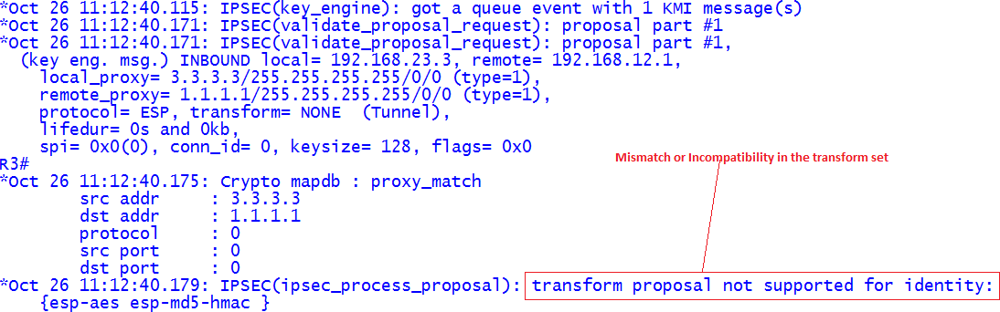 *Oct 26 11:12:40.115: IPSEC(key_engine): got a queue event with 1 KMI message(s)
*Oct 26 11:12:40.171: IPSEC(validate_proposal_request): proposal part #1
*Oct 26 11:12:40.171: IPSEC(validate_proposal_request): proposal part #1,
(key eng. msg.) INBOUND local= 192.168.23.3, remote= 192.168.12.1,
local_proxy= 3.3.3.3/255.255.255.255/0/0 (type=1),
remote_proxy= 1.1.1.1/255.255.255.255/0/0 (type=1),
protocol= ESP, transform= NONE  (Tunnel),
lifedur= 0s and 0kb,
spi= 0x0(0), conn_id= 0, keysize= 128, flags= 0x0
R3#
Mismatch or Incompatibility in the transform set
*Oct 26 11:12:40.175: Crypto mapdb : proxy_match
src addr     : 3.3.3.3
dst addr     : 1.1.1.1
protocol     : 0
src port     : 0
dst port     : 0
*Oct 26 11:12:40.179: IPSEC(ipsec_process_proposal): transform proposal not supported for identity:
{esp-aes esp-md5-hmac }